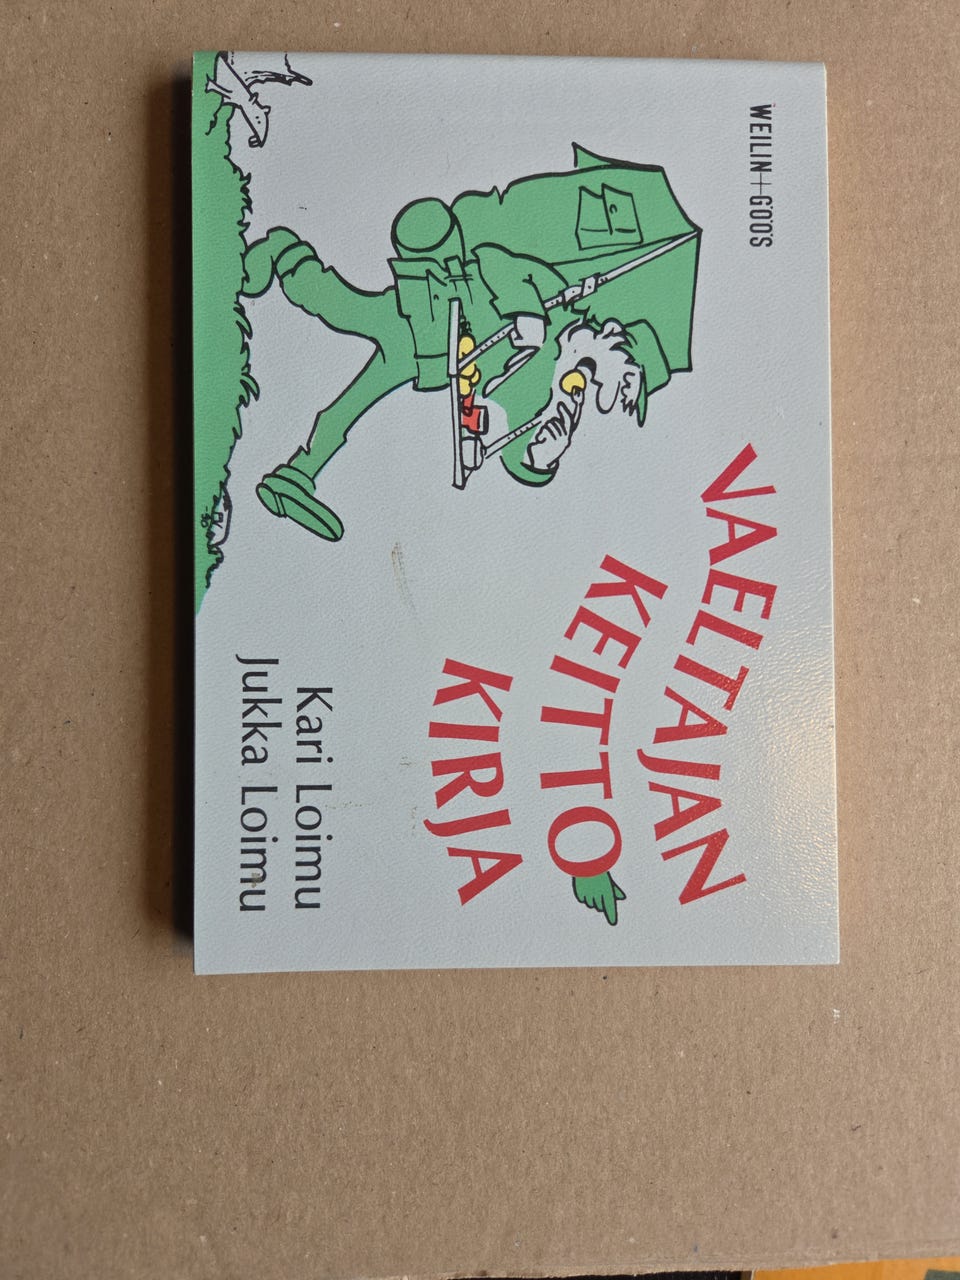 WEILIN+GÖÖS
VAELTAJAN
KEITTO
KIRJA
Kari Loimu
Jukka Loimu